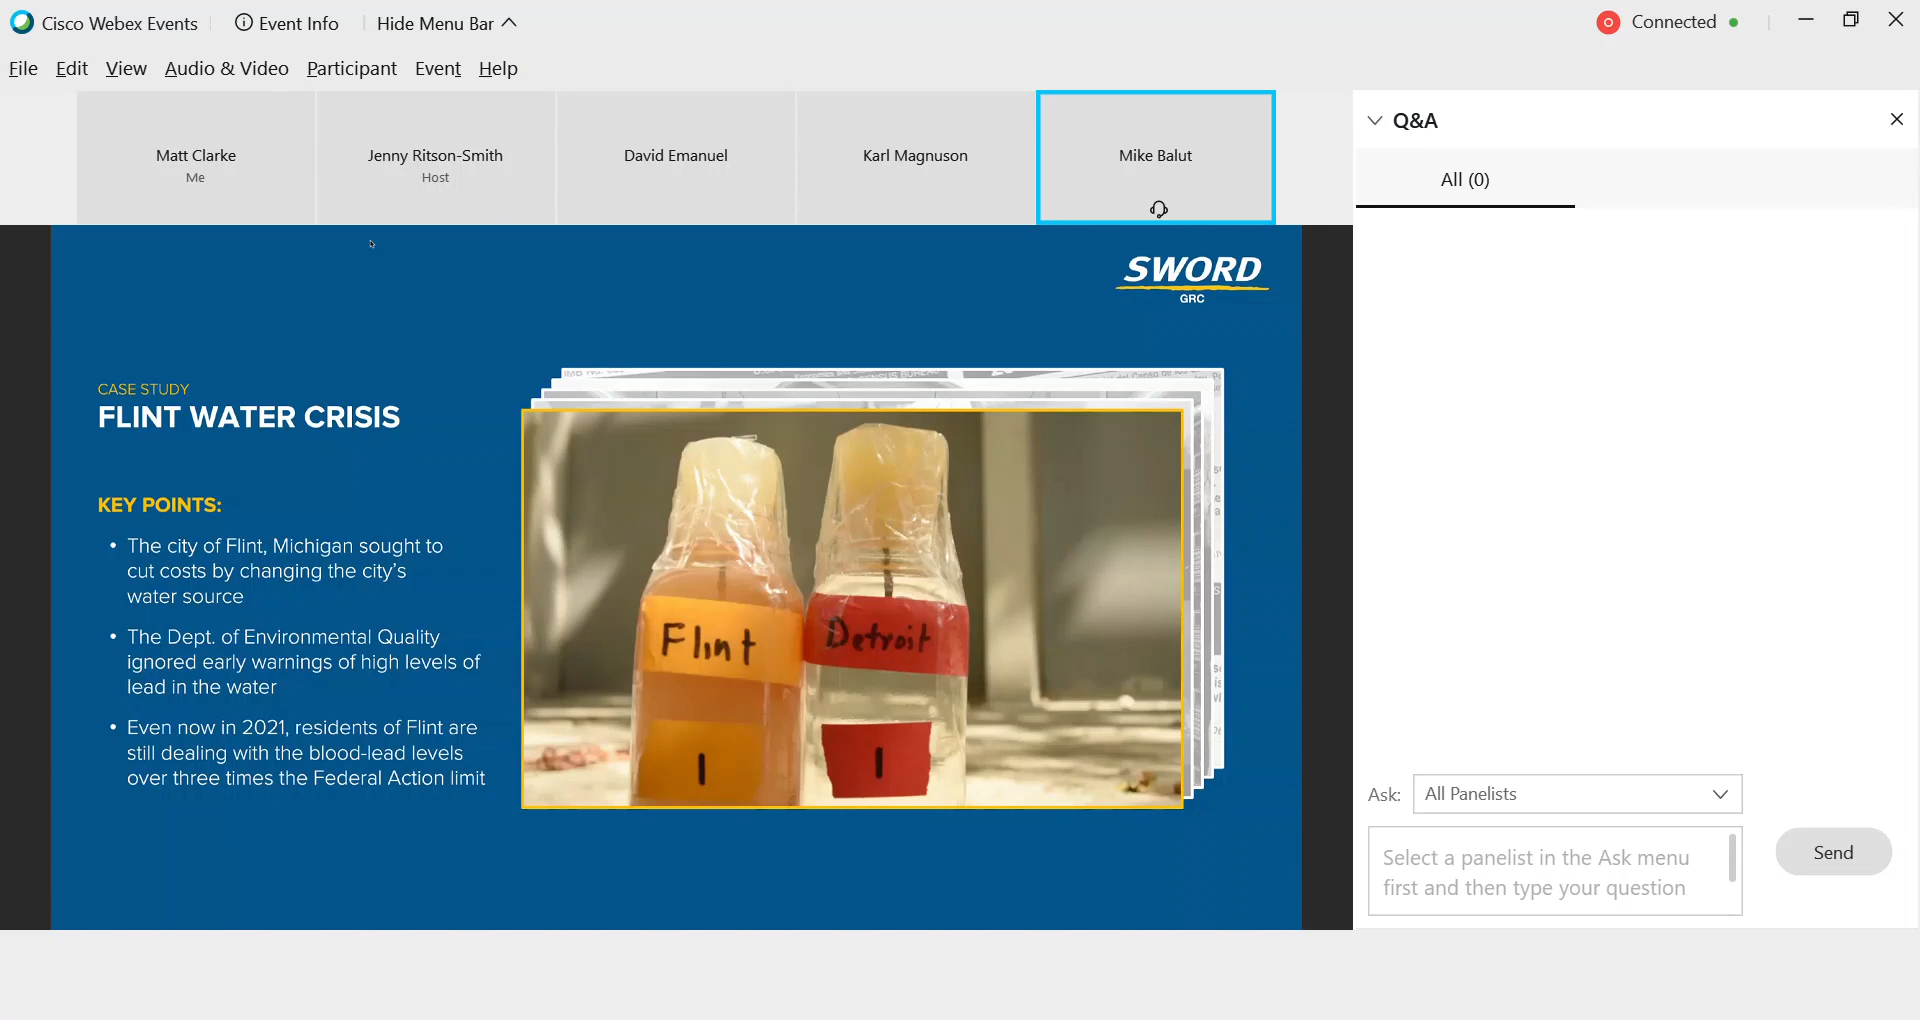 Cisco Webex Events
Event Info
Hide Menu Bar
Connected
File Edit View Audio & Video Participant Event Help
Matt Clarke
Me
Jenny Ritson-Smith
Host
David Emanuel
Karl Magnuson
Mike Balut
SWORD
GRC
CASE STUDY
FLINT WATER CRISIS
KEY POINTS:
• The city of Flint, Michigan sought to
cut costs by changing the city's
water source
• The Dept. of Environmental Quality
ignored early warnings of high levels of
lead in the water
• Even now in 2021, residents of Flint are
still dealing with the blood-lead levels
over three times the Federal Action limit
Flint
1
Detroit
1
Q&A
All (0)
Ask: All Panelists
Select a panelist in the Ask menu
first and then type your question
Send